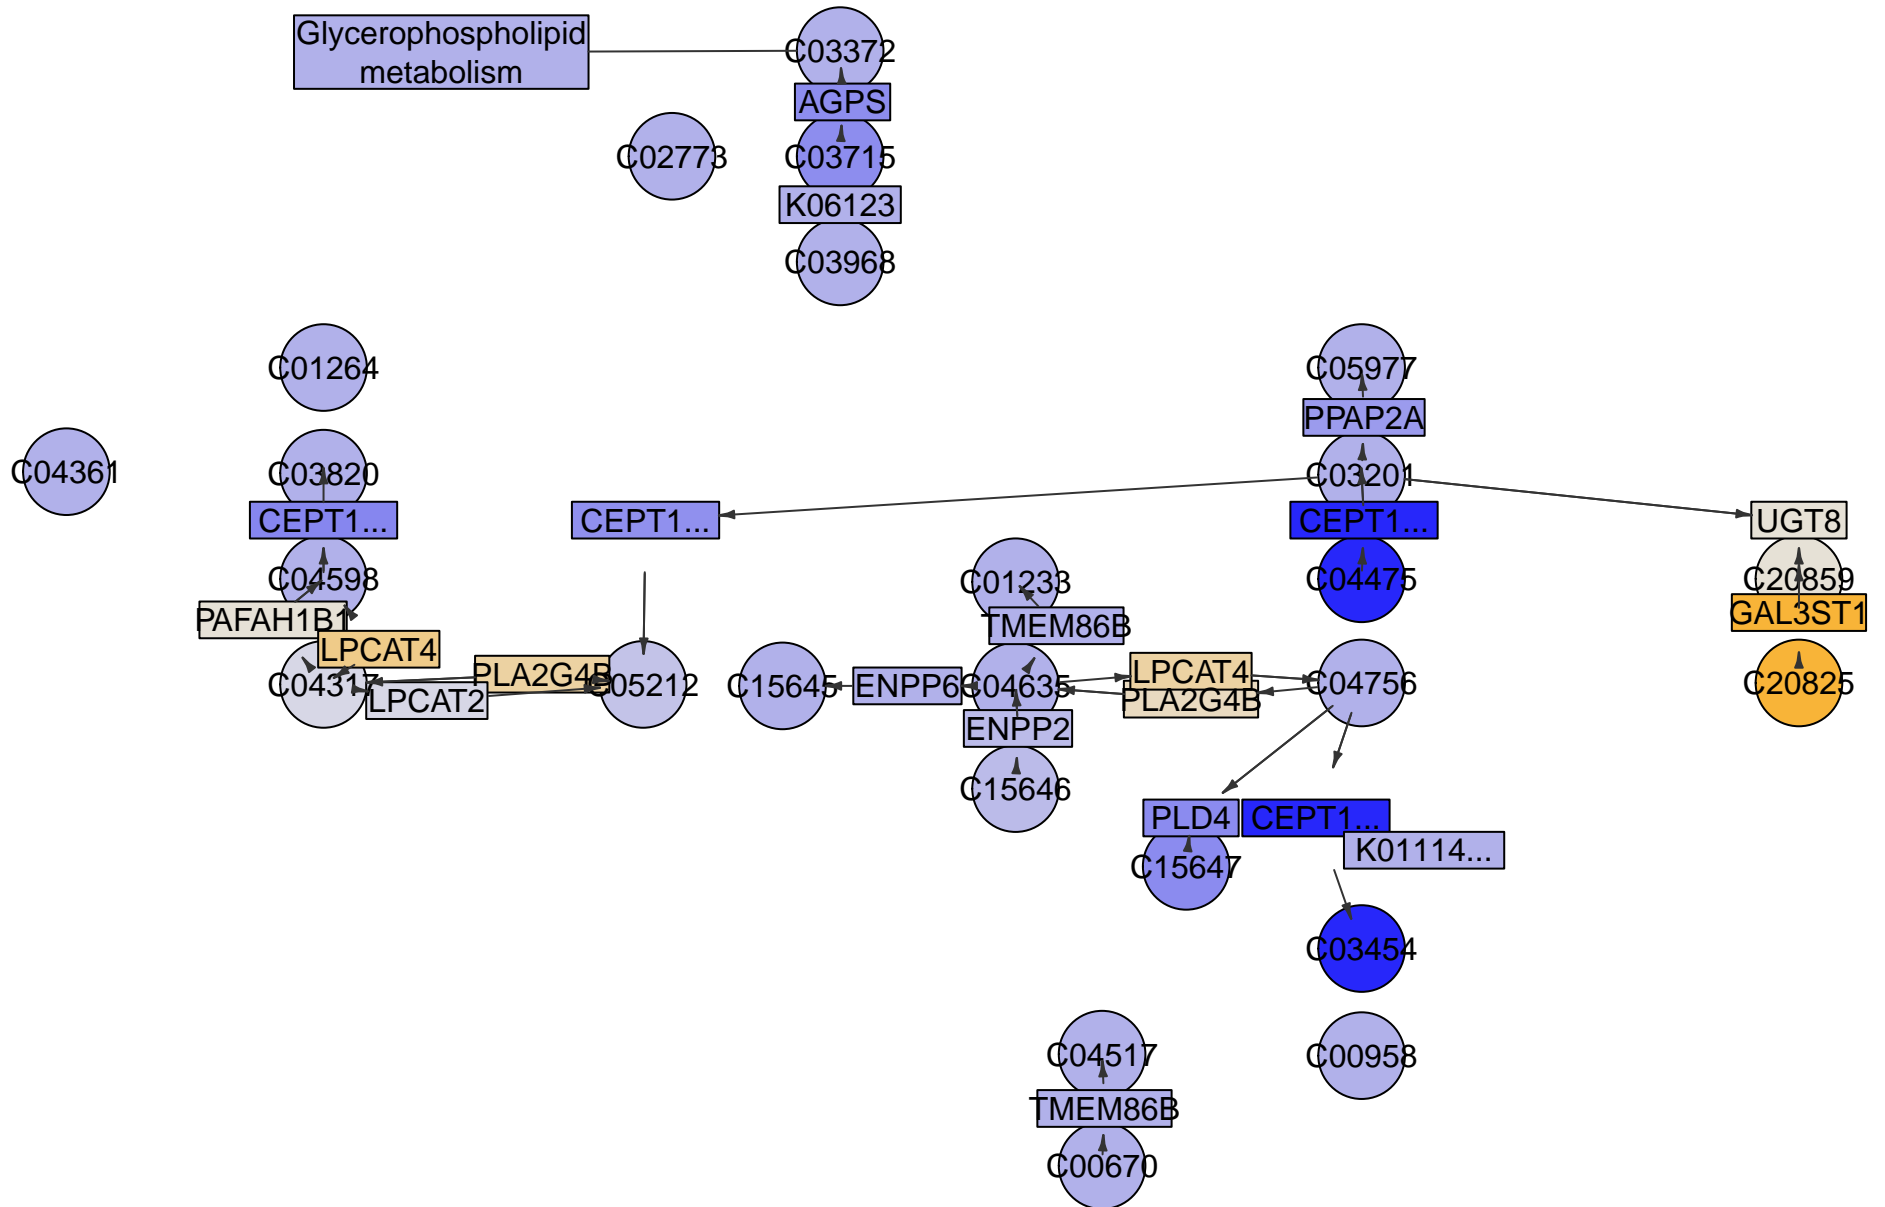 Glycerophospholipid
metabolism
C03372
AGPS
C02773
C03715
K06123
C03968
C01264
C05977
PPAP2A
C04361
C03820
C03201
CEPT1...
CEPT1...
CEPT1...
UGT8
C04598
C01233
C04475
C20859
PAFAH1B1
TMEM86B
GAL3ST1
LPCAT4
PLA2G4B
LPCAT4
C04317
LPCAT2
C05212
C15645
ENPP6
C04635
PLA2G4B
C04756
C20825
ENPP2
C15646
PLD4
CEPT1...
K01114...
C15647
C03454
C04517
C00958
TMEM86B
C00670